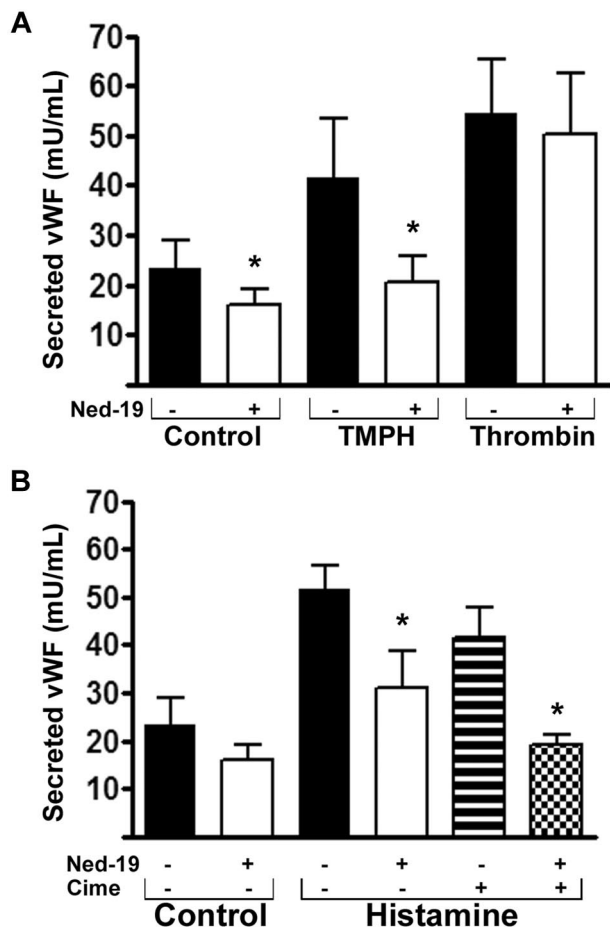 A
Secreted vWF (mU/mL)
70
60
50
40
30
20
10
*
*
Ned-19 - + - + - +
Control TMPH Thrombin
B
Secreted vWF (mU/mL)
70
60
50
40
30
20
10
*
*
Ned-19 - + - + - +
Cime - - - - + +
Control Histamine